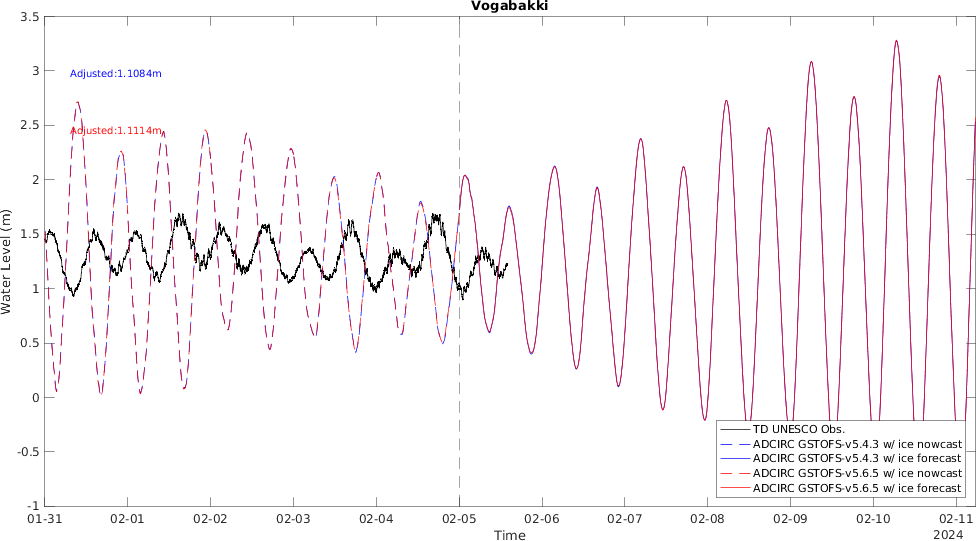 Vogabakki
3.5
3
2.5
2
1.5
1
0.5
0
-0.5
-1
Water Level (m)
Adjusted:1.1084m
Adjusted:1.1114m
TD UNESCO Obs.
ADCIRC GSTOFS-v5.4.3 w/ ice nowcast
ADCIRC GSTOFS-v5.4.3 w/ ice forecast
ADCIRC GSTOFS-v5.6.5 w/ ice nowcast
ADCIRC GSTOFS-v5.6.5 w/ ice forecast
01-31 02-01 02-02 02-03 02-04 02-05 02-06 02-07 02-08 02-09 02-10 02-11
Time
2024